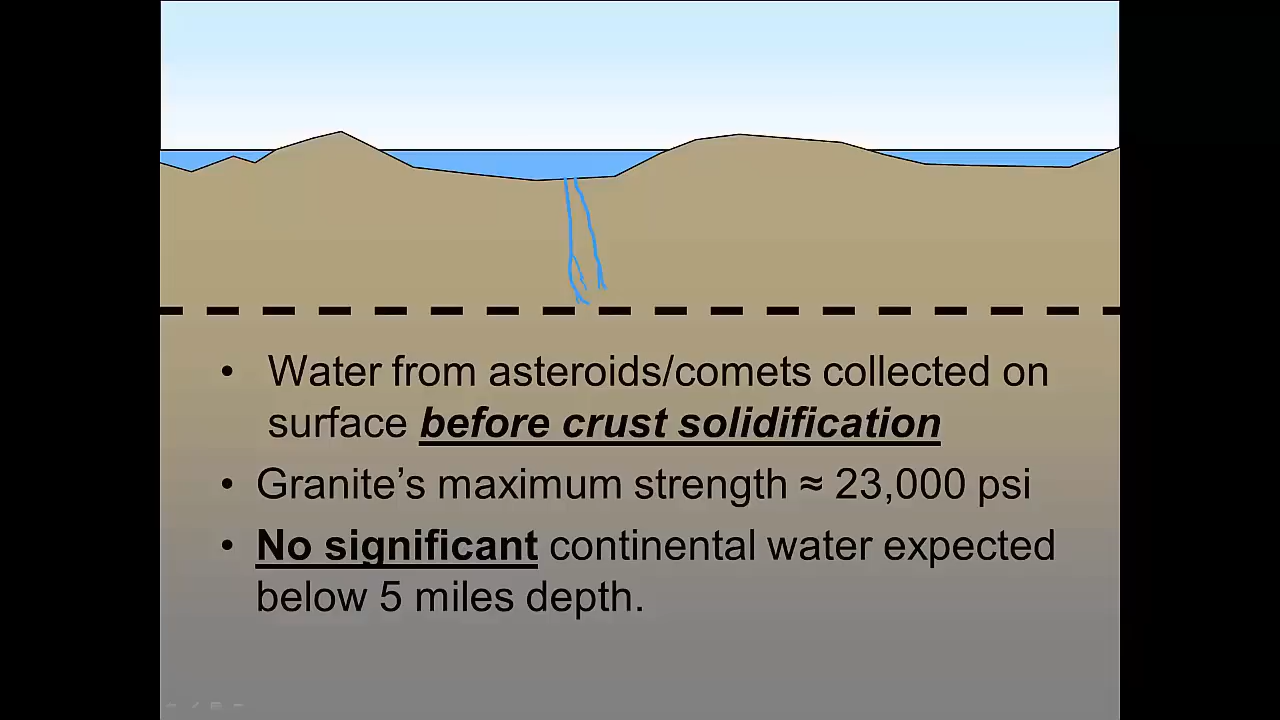 • Water from asteroids/comets collected on
surface before crust solidification
• Granite’s maximum strength ≈ 23,000 psi
• No significant continental water expected
below 5 miles depth.